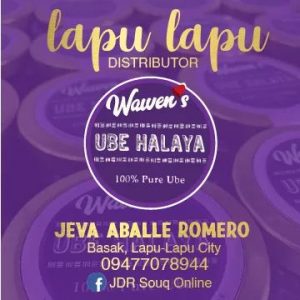 lapu lapu
DISTRIBUTOR
Wawen's
UBE HALAYA
100% Pure Ube
JEVA ABALLE ROMERO
Basak, Lapu-Lapu City
09477078944
f JDR Souq Online